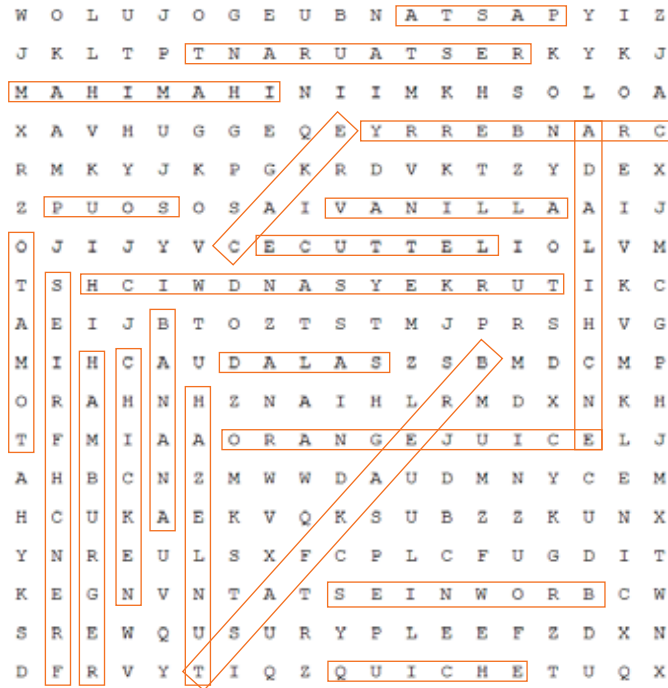 W O L U J O G E U B N A T S A P Y I Z
J K L T P T N A R U A T S E R K Y K J
M A H I M A H I N I I M K H S O L O A
X A V H U G G E Q E Y R R E B N A R C
R M K Y J K P G K R D V K T Z Y D E X
Z P U O S O S A I V A N I L L A A I J
O J I J Y V C E C U T T E L I O L V M
T S H C I W D N A S Y E K R U T I K C
A E I J B T O Z T S T M J P R S H V G
M I H C A U D A L A S Z S B M D C M P
O R A H N H Z N A I H L R M D X N K H
T F M I A A O R A N G E J U I C E L J
A H B C N Z M W W D A U D M N Y C E M
H C U K A E K V Q K S U B Z Z K U N X
Y N R E U L S X F C P L C F U G D I T
K E G N V N T A T S E I N W O R B C W
S R E W Q U S U R Y P L E E F Z D X N
D F R V Y T I Q Z Q U I C H E T U Q X